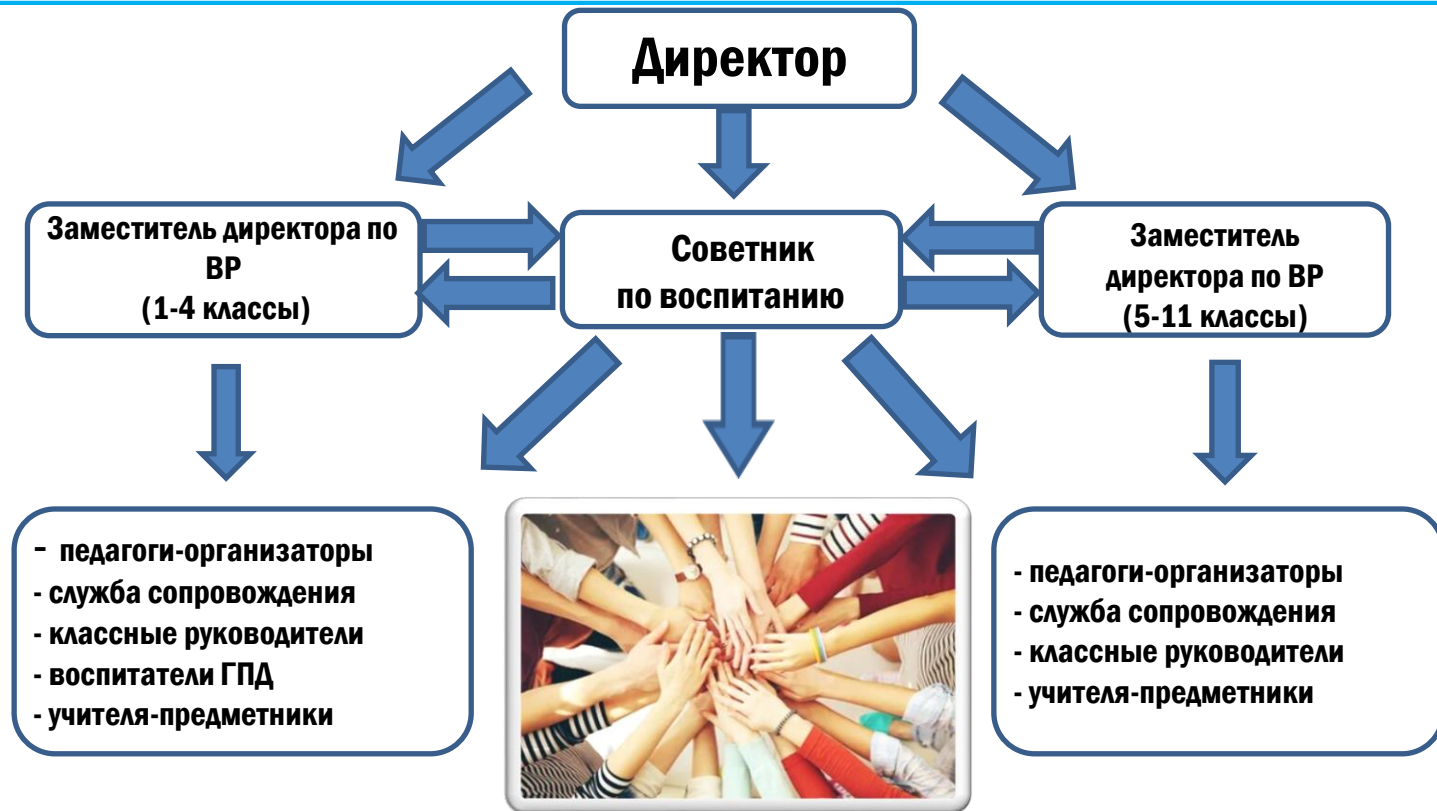 Директор
Заместитель директора по
ВР
(1-4 классы)
Советник
по воспитанию
Заместитель
директора по ВР
(5-11 классы)
- педагоги-организаторы
- служба сопровождения
- классные руководители
- воспитатели ГПД
- учителя-предметники
- педагоги-организаторы
- служба сопровождения
- классные руководители
- учителя-предметники